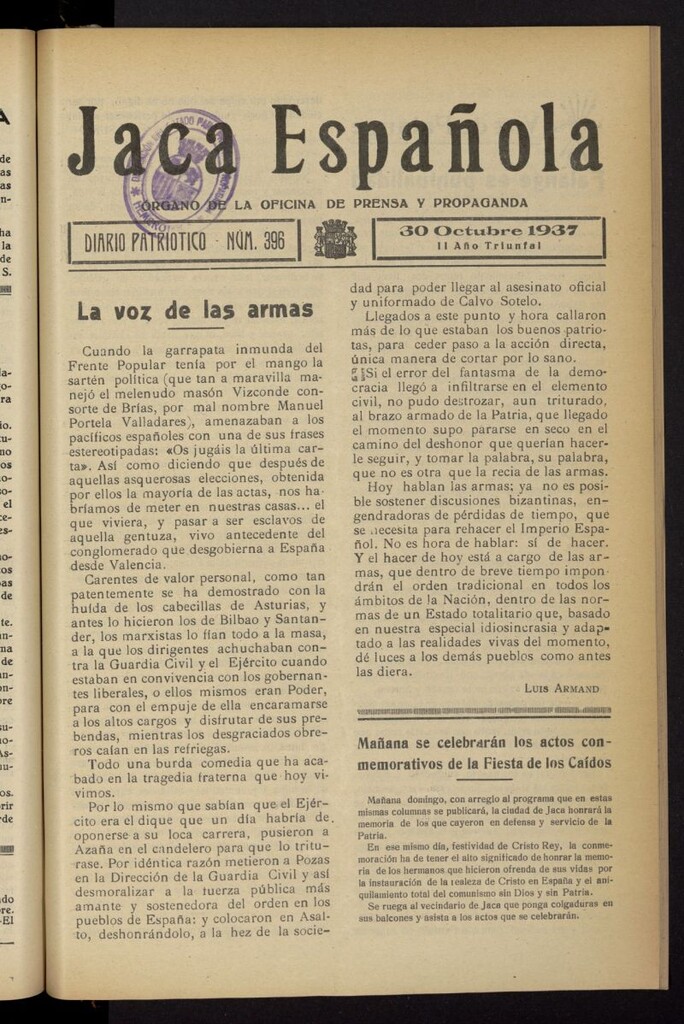 Jaca Española
ÓRGANO DE LA OFICINA DE PRENSA Y PROPAGANDA
DIARIO PATRIÓTICO - NÚM. 396
30 Octubre 1937
II Año Triunfal
La voz de las armas
Cuando la garrapata inmunda del
Frente Popular tenía por el mango la
sartén política (que tan a maravilla ma-
nejó el melenudo masón Vizconde con-
sorte de Brías, por mal nombre Manuel
Portela Valladares), amenazaban a los
pacíficos españoles con una de sus frases
estereotipadas: «Os jugáis la última car-
ta». Así como diciendo que después de
aquellas asquerosas elecciones, obtenida
por ellos la mayoría de las actas, nos ha-
bríamos de meter en nuestras casas... el
que viviera, y pasar a ser esclavos de
aquella gentuza, vivo antecedente del
conglomerado que desgobierna a España
desde Valencia.
Carentes de valor personal, como tan
patentemente se ha demostrado con la
huída de los cabecillas de Asturias, y
antes lo hicieron los de Bilbao y Santan-
der, los marxistas lo fían todo a la masa,
a la que los dirigentes achuchaban con-
tra la Guardia Civil y el Ejército cuando
estaban en convivencia con los gobernan-
tes liberales, o ellos mismos eran Poder,
para con el empuje de ella encaramarse
a los altos cargos y disfrutar de sus pre-
bendas, mientras los desgraciados obre-
ros caían en las refriegas.
Todo una burda comedia que ha aca-
bado en la tragedia fraterna que hoy vi-
vimos.
Por lo mismo que sabían que el Ejér-
cito era el dique que un día habría de
oponerse a su loca carrera, pusieron a
Azaña en el candelero para que lo tritu-
rase. Por idéntica razón metieron a Pozas
en la Dirección de la Guardia Civil y así
desmoralizar a la fuerza pública más
amante y sostenedora del orden en los
pueblos de España: y colocaron en Asal-
to, deshonrándolo, a la hez de la socie-
dad para poder llegar al asesinato oficial
y uniformado de Calvo Sotelo.
Llegados a este punto y hora callaron
más de lo que estaban los buenos patrio-
tas, para ceder paso a la acción directa,
única manera de cortar por lo sano.
Si el error del fantasma de la demo-
cracia llegó a infiltrarse en el elemento
civil, no pudo destrozar, aun triturado,
al brazo armado de la Patria, que llegado
el momento supo pararse en seco en el
camino del deshonor que querían hacer-
le seguir, y tomar la palabra, su palabra,
que no es otra que la recia de las armas.
Hoy hablan las armas; ya no es posi-
ble sostener discusiones bizantinas, en-
gendradoras de pérdidas de tiempo, que
se necesita para rehacer el Imperio Espa-
ñol. No es hora de hablar: sí de hacer.
Y el hacer de hoy está a cargo de las ar-
mas, que dentro de breve tiempo impon-
drán el orden tradicional en todos los
ámbitos de la Nación, dentro de las nor-
mas de un Estado totalitario que, basado
en nuestra especial idiosincrasia y adap-
tado a las realidades vivas del momento,
dé luces a los demás pueblos como antes
las diera.
LUIS ARMAND
Mañana se celebrarán los actos con-
memorativos de la Fiesta de los Caídos
Mañana domingo, con arreglo al programa que en estas
mismas columnas se publicará, la ciudad de Jaca honrará la
memoria de los que cayeron en defensa y servicio de la
Patria.
En ese mismo día, festividad de Cristo Rey, la conme-
moración ha de tener el alto significado de honrar la memo-
ria de los hermanos que hicieron ofrenda de sus vidas por
la instauración de la realeza de Cristo en España y el ani-
quilamiento total del comunismo sin Dios y sin Patria.
Se ruega al vecindario de Jaca que ponga colgaduras en
sus balcones y asista a los actos que se celebrarán.